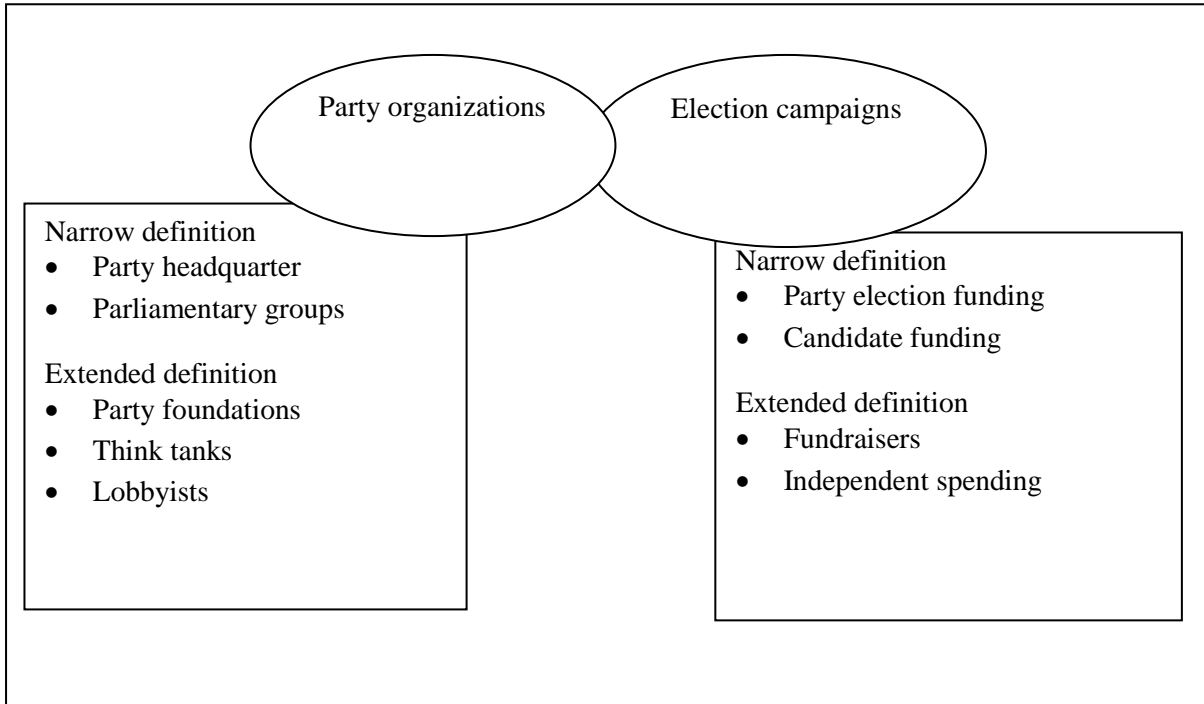 Party organizations
Election campaigns
Narrow definition
• Party headquarter
• Parliamentary groups
Extended definition
• Party foundations
• Think tanks
• Lobbyists
Narrow definition
• Party election funding
• Candidate funding
Extended definition
• Fundraisers
• Independent spending